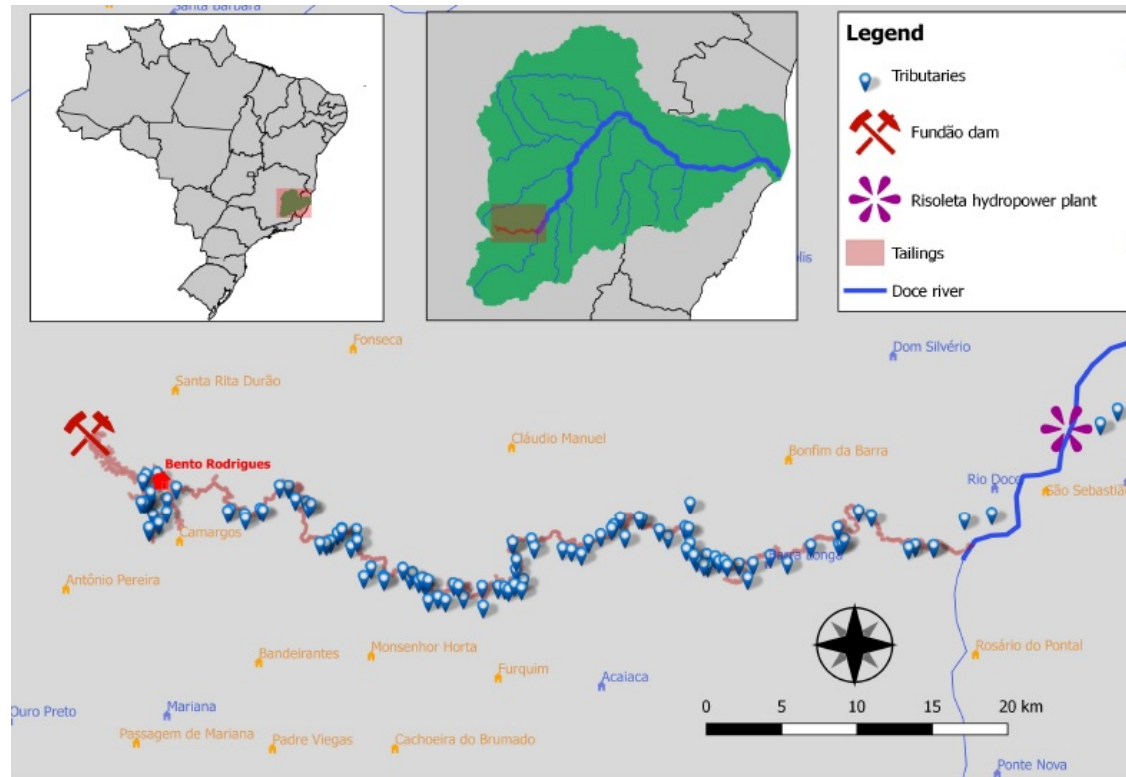 Santa Bárbara
Legend
Tributaries
Fundão dam
Risoleta hydropower plant
Tailings
Doce river
Fonseca
Dom Silvério
Santa Rita Durão
Cláudio Manuel
Bonfim da Barra
Bento Rodrigues
Rio Doce
São Sebastião
Camargos
Barra Longa
Antônio Pereira
Bandeirantes
Monsenhor Horta
Rosário do Pontal
Furquim
Acaiaca
Ouro Preto
Mariana
0 5 10 15 20 km
Passagem de Mariana
Padre Viegas
Cachoeira do Brumado
Ponte Nova